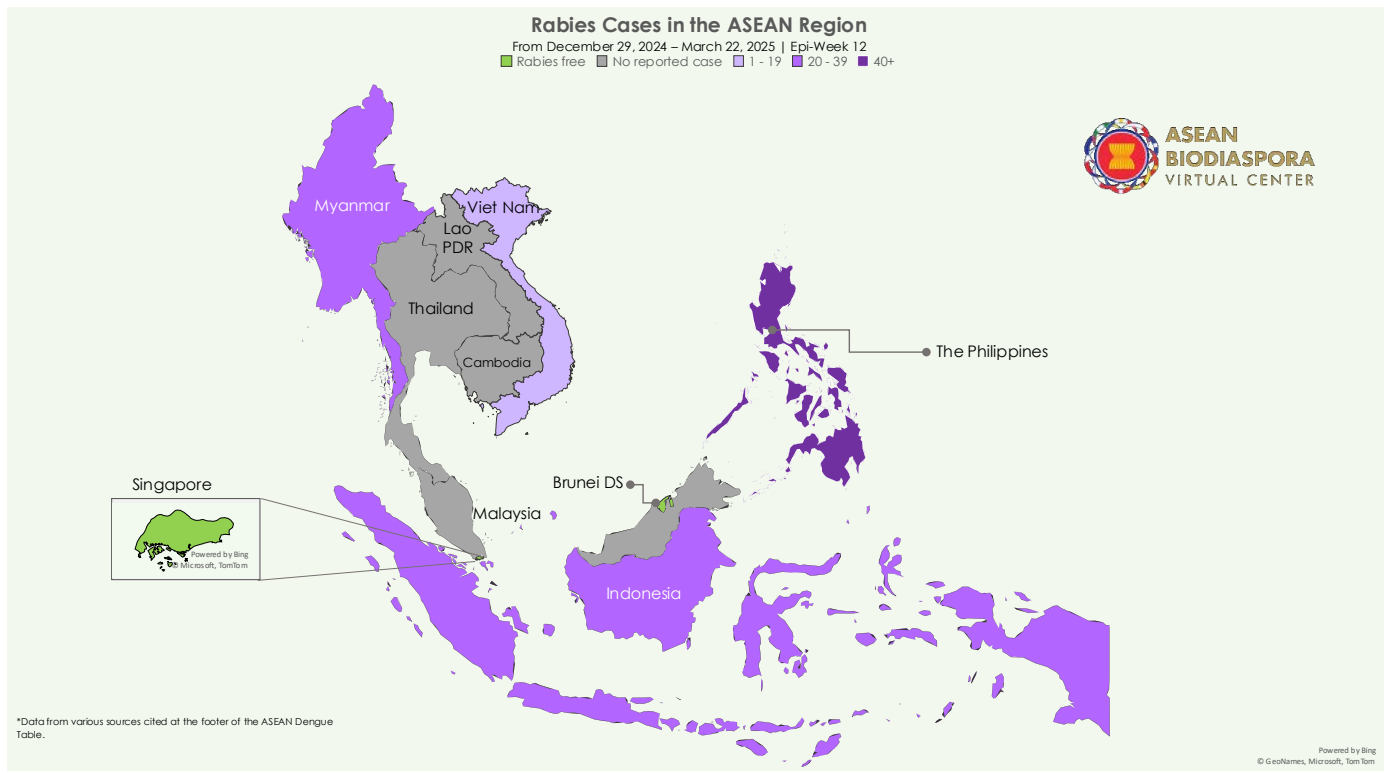 Rabies Cases in the ASEAN Region
From December 29, 2024 – March 22, 2025 | Epi-Week 12
Rabies free No reported case 1 - 19 20 - 39 40+
ASEAN
BIODIASPORA
VIRTUAL CENTER
Myanmar
Viet Nam
Lao
PDR
Thailand
Cambodia
The Philippines
Brunei DS
Singapore
Malaysia
Powered by Bing
© Microsoft, TomTom
Indonesia
*Data from various sources cited at the footer of the ASEAN Dengue
Table.
Powered by Bing
© GeoNames, Microsoft, TomTom